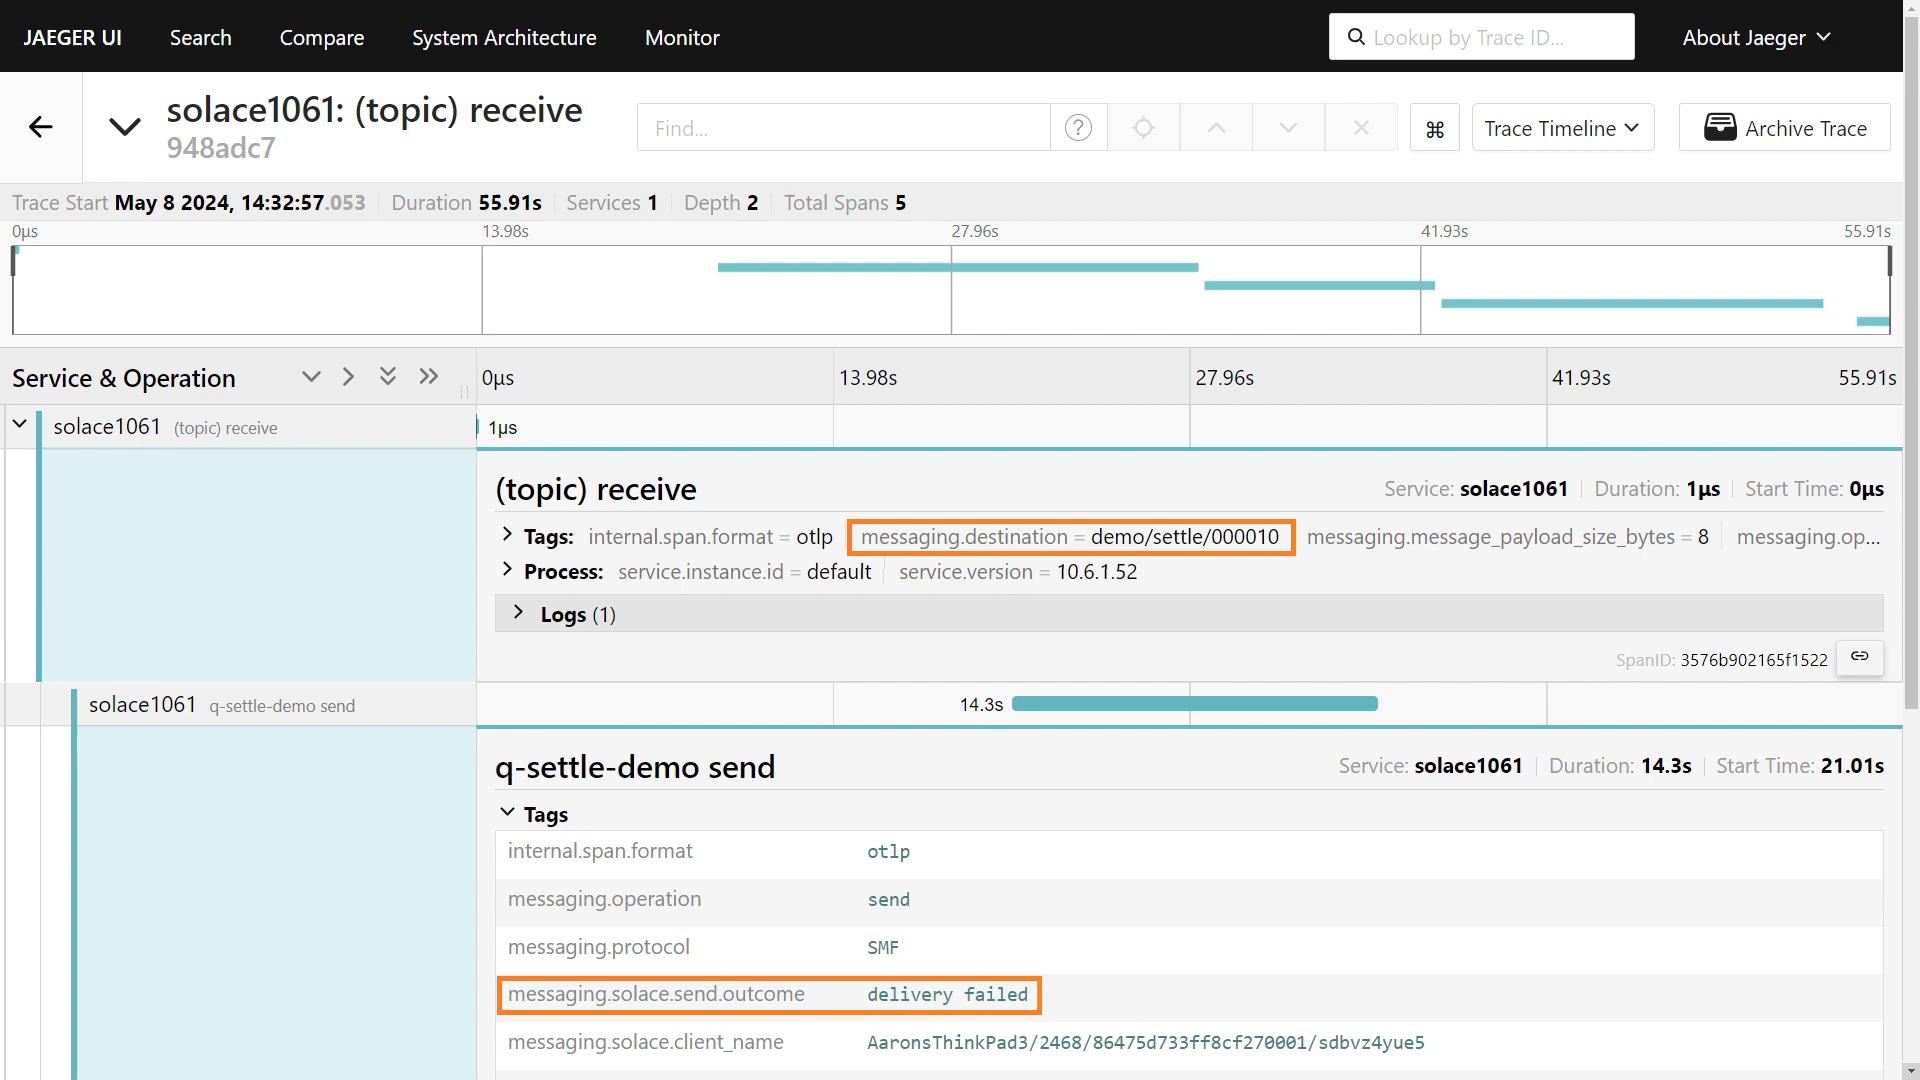 JAEGER UI Search Compare System Architecture Monitor Lookup by Trace ID... About Jaeger
solace1061: (topic) receive
948adc7
Find... ? ⌘ Trace Timeline Archive Trace
Trace Start May 8 2024, 14:32:57.053 Duration 55.91s Services 1 Depth 2 Total Spans 5
0μs 13.98s 27.96s 41.93s 55.91s
Service & Operation 0μs 13.98s 27.96s 41.93s 55.91s
solace1061 (topic) receive 1μs
(topic) receive Service: solace1061 Duration: 1μs Start Time: 0μs
Tags: internal.span.format = otlp messaging.destination = demo/settle/000010 messaging.message_payload_size_bytes = 8 messaging.op...
Process: service.instance.id = default service.version = 10.6.1.52
Logs (1)
SpanID: 3576b902165f1522
solace1061 q-settle-demo send 14.3s
q-settle-demo send Service: solace1061 Duration: 14.3s Start Time: 21.01s
Tags
internal.span.format otlp
messaging.operation send
messaging.protocol SMF
messaging.solace.send.outcome delivery failed
messaging.solace.client_name AaronsThinkPad3/2468/86475d733ff8cf270001/sdbvz4yue5